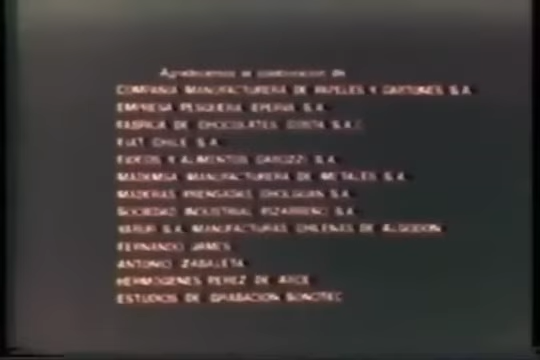 Agradecemos la colaboracion de
COMPAÑIA MANUFACTURERA DE PAPELES Y CARTONES S.A.
EMPRESA PESQUERA EPERVA S.A.
FABRICA DE CHOCOLATES COSTA S.A.
FIAT CHILE S.A.
FIDEOS Y ALIMENTOS CAROZZI S.A.
MADEMSA MANUFACTURERA DE METALES S.A.
MADERAS PRENSADAS CHOLGUAN S.A.
SOCIEDAD INDUSTRIAL PIZARREÑO S.A.
YARUR S.A. MANUFACTURAS CHILENAS DE ALGODON
FERNANDO JAMES
ANTONIO ZABALETA
HERMOGENES PEREZ DE ARCE
ESTUDIOS DE GRABACION SONOTEC